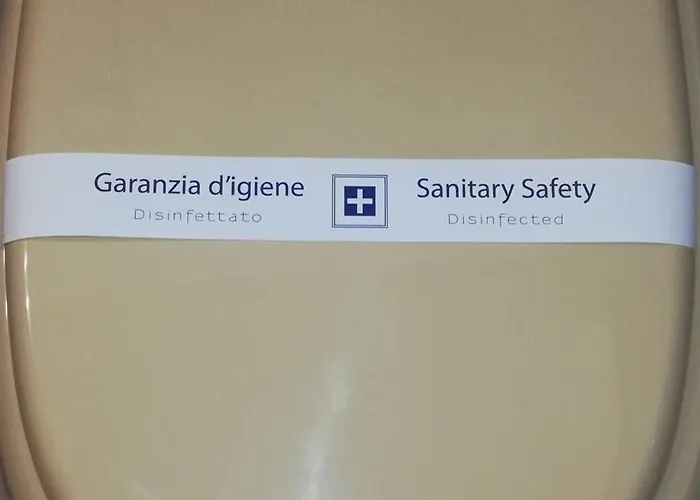 Garanzia d'igiene
Disinfettato
Sanitary Safety
Disinfected